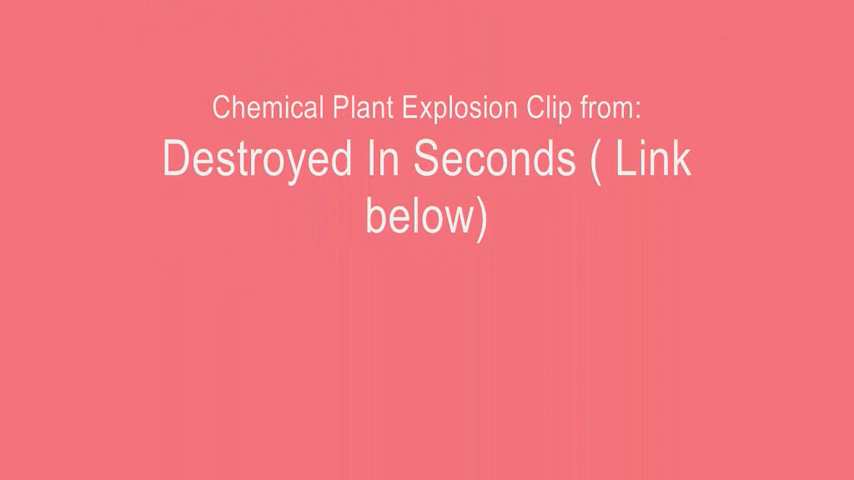 Chemical Plant Explosion Clip from:
Destroyed In Seconds ( Link
below)